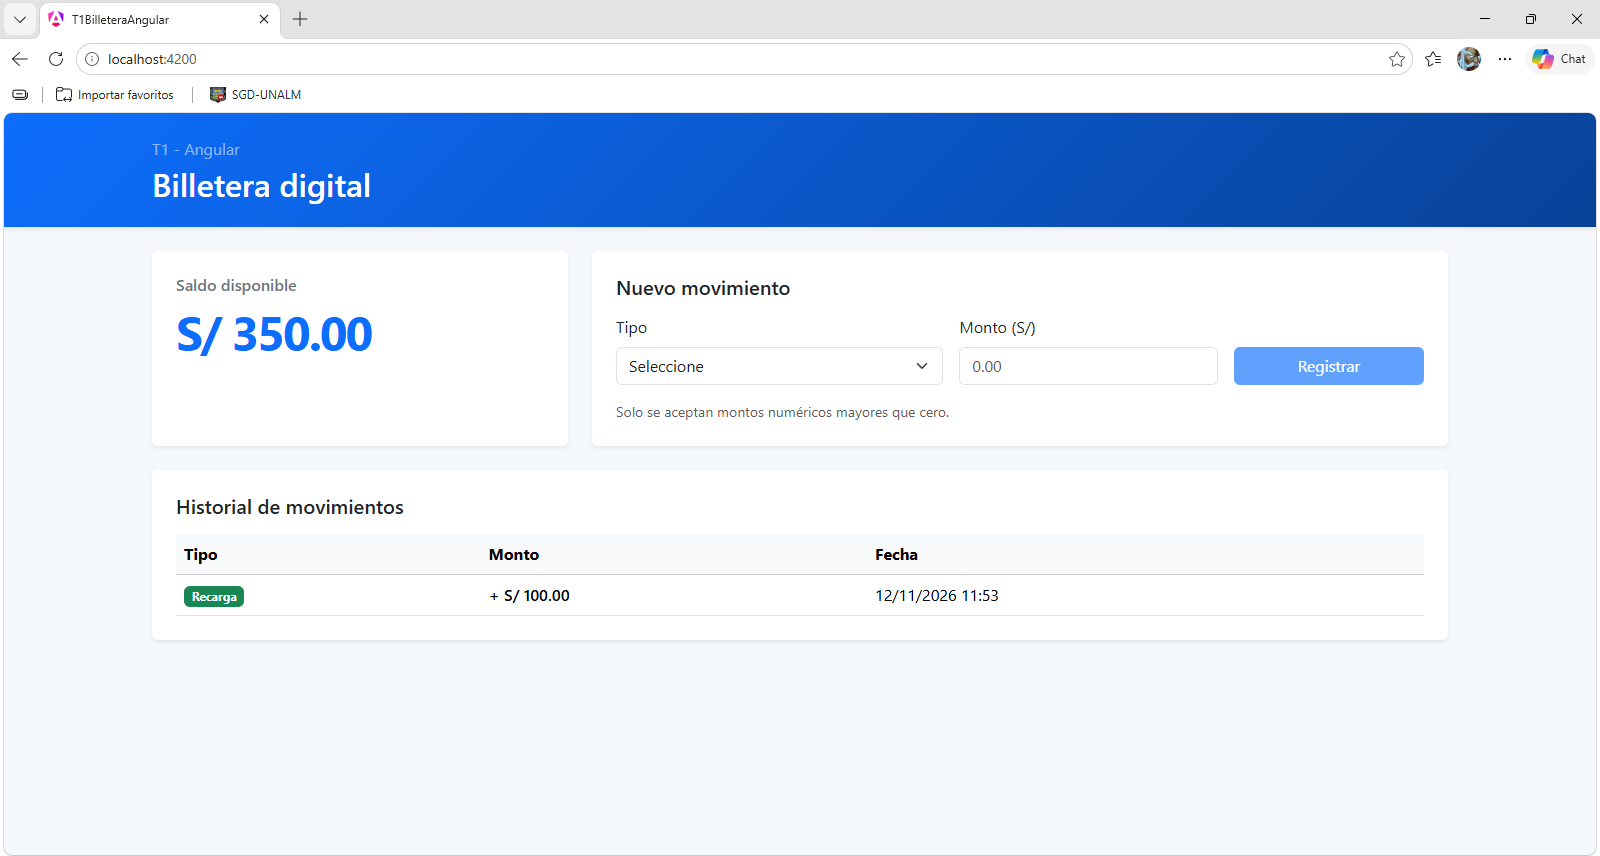 T1BilleteraAngular
localhost:4200
Chat
Importar favoritos
SGD-UNALM
T1 - Angular
Billetera digital
Saldo disponible
S/ 350.00
Nuevo movimiento
Tipo
Monto (S/)
Seleccione
0.00
Registrar
Solo se aceptan montos numéricos mayores que cero.
Historial de movimientos
Tipo Monto Fecha
Recarga + S/ 100.00 12/11/2026 11:53